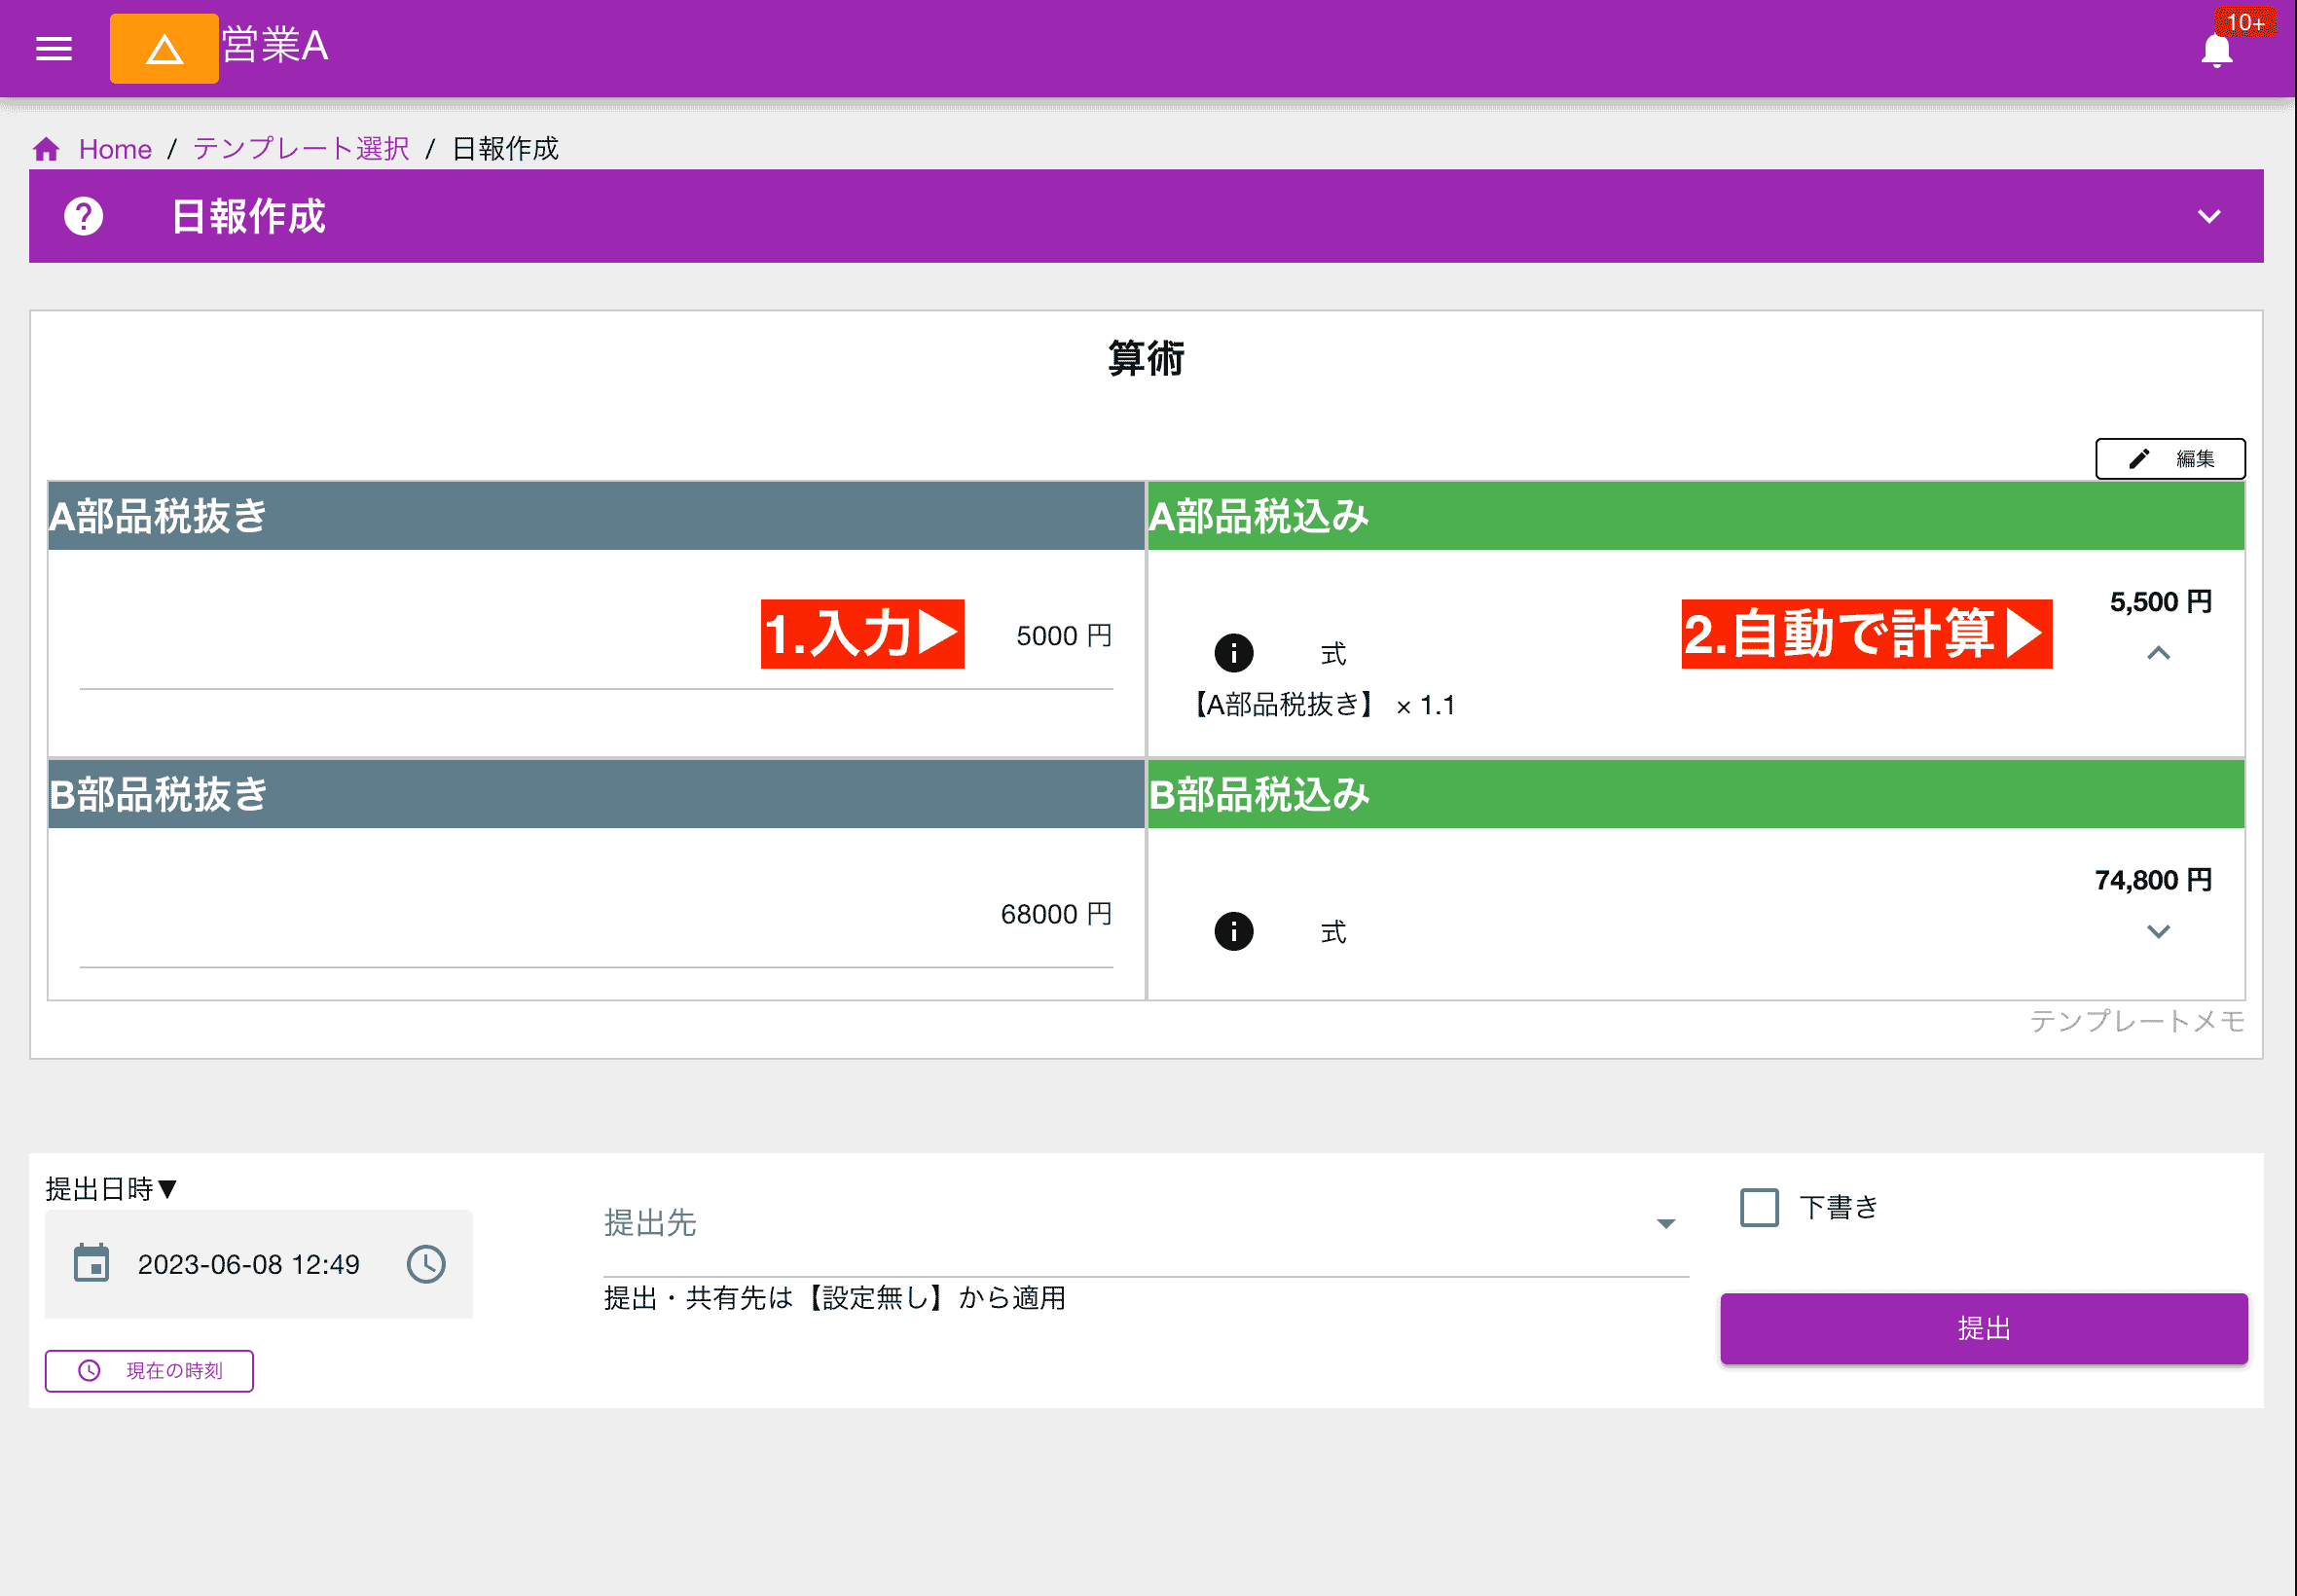 営業A
10+
Home / テンプレート選択 / 日報作成
日報作成
算術
編集
A部品税抜き
A部品税込み
1.入力▶
5000 円
2.自動で計算▶
5,500 円
式
【A部品税抜き】 × 1.1
B部品税抜き
B部品税込み
68000 円
74,800 円
式
テンプレートメモ
提出日時▼
2023-06-08 12:49
現在の時刻
提出先
提出・共有先は【設定無し】から適用
下書き
提出